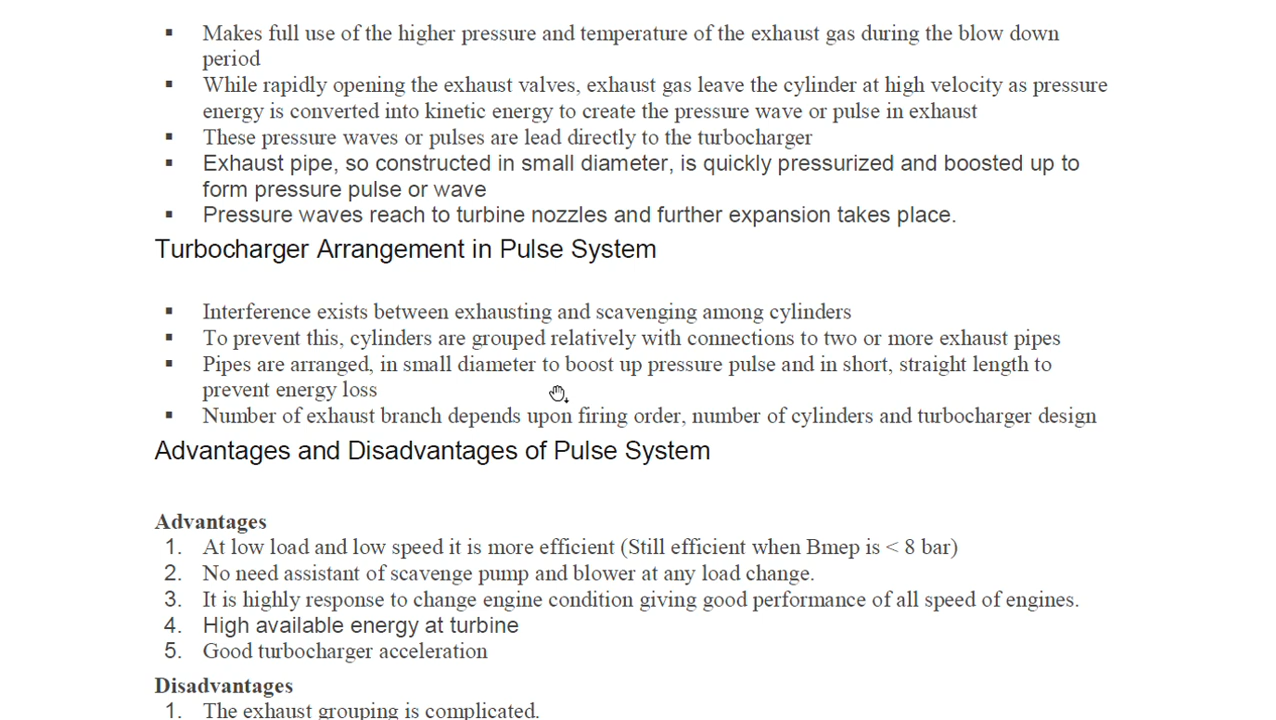 ▪ Makes full use of the higher pressure and temperature of the exhaust gas during the blow down
period
▪ While rapidly opening the exhaust valves, exhaust gas leave the cylinder at high velocity as pressure
energy is converted into kinetic energy to create the pressure wave or pulse in exhaust
▪ These pressure waves or pulses are lead directly to the turbocharger
▪ Exhaust pipe, so constructed in small diameter, is quickly pressurized and boosted up to
form pressure pulse or wave
▪ Pressure waves reach to turbine nozzles and further expansion takes place.
Turbocharger Arrangement in Pulse System
▪ Interference exists between exhausting and scavenging among cylinders
▪ To prevent this, cylinders are grouped relatively with connections to two or more exhaust pipes
▪ Pipes are arranged, in small diameter to boost up pressure pulse and in short, straight length to
prevent energy loss
▪ Number of exhaust branch depends upon firing order, number of cylinders and turbocharger design
Advantages and Disadvantages of Pulse System
Advantages
1. At low load and low speed it is more efficient (Still efficient when Bmep is < 8 bar)
2. No need assistant of scavenge pump and blower at any load change.
3. It is highly response to change engine condition giving good performance of all speed of engines.
4. High available energy at turbine
5. Good turbocharger acceleration
Disadvantages
1. The exhaust grouping is complicated.